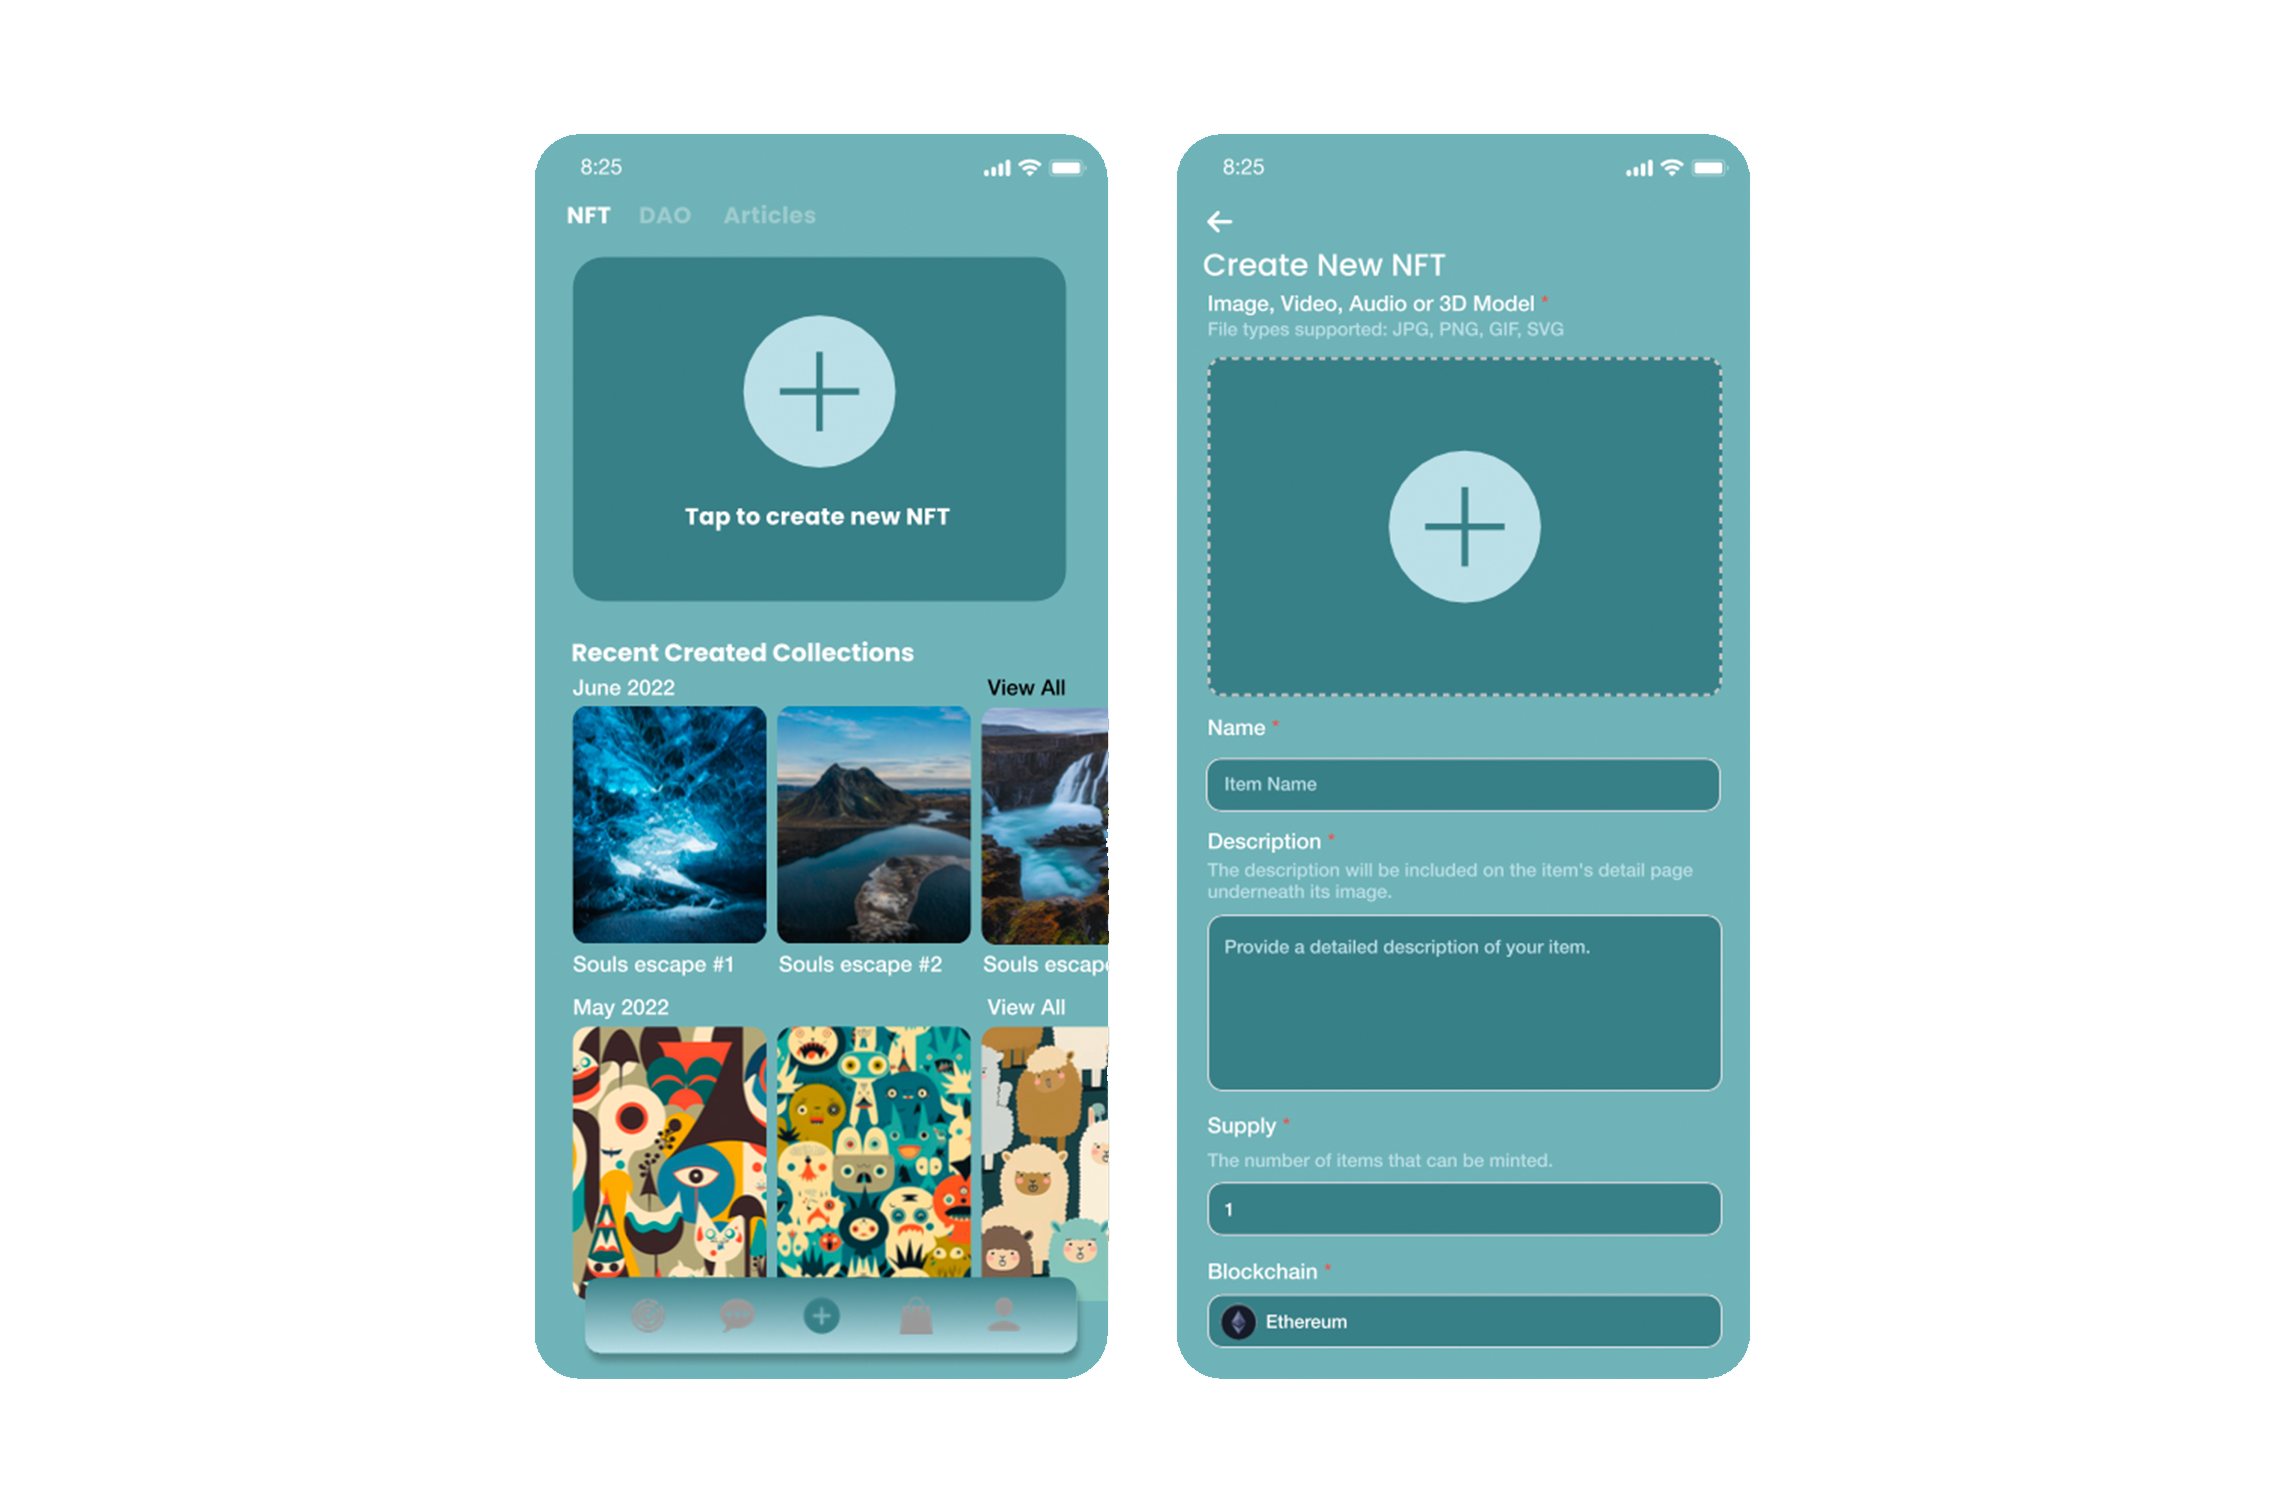 8:25
NFT DAO Articles
Tap to create new NFT
Recent Created Collections
June 2022 View All
Souls escape #1 Souls escape #2 Souls escape
May 2022 View All
8:25
Create New NFT
Image, Video, Audio or 3D Model *
File types supported: JPG, PNG, GIF, SVG
Name *
Item Name
Description *
The description will be included on the item's detail page
underneath its image.
Provide a detailed description of your item.
Supply *
The number of items that can be minted.
1
Blockchain *
Ethereum